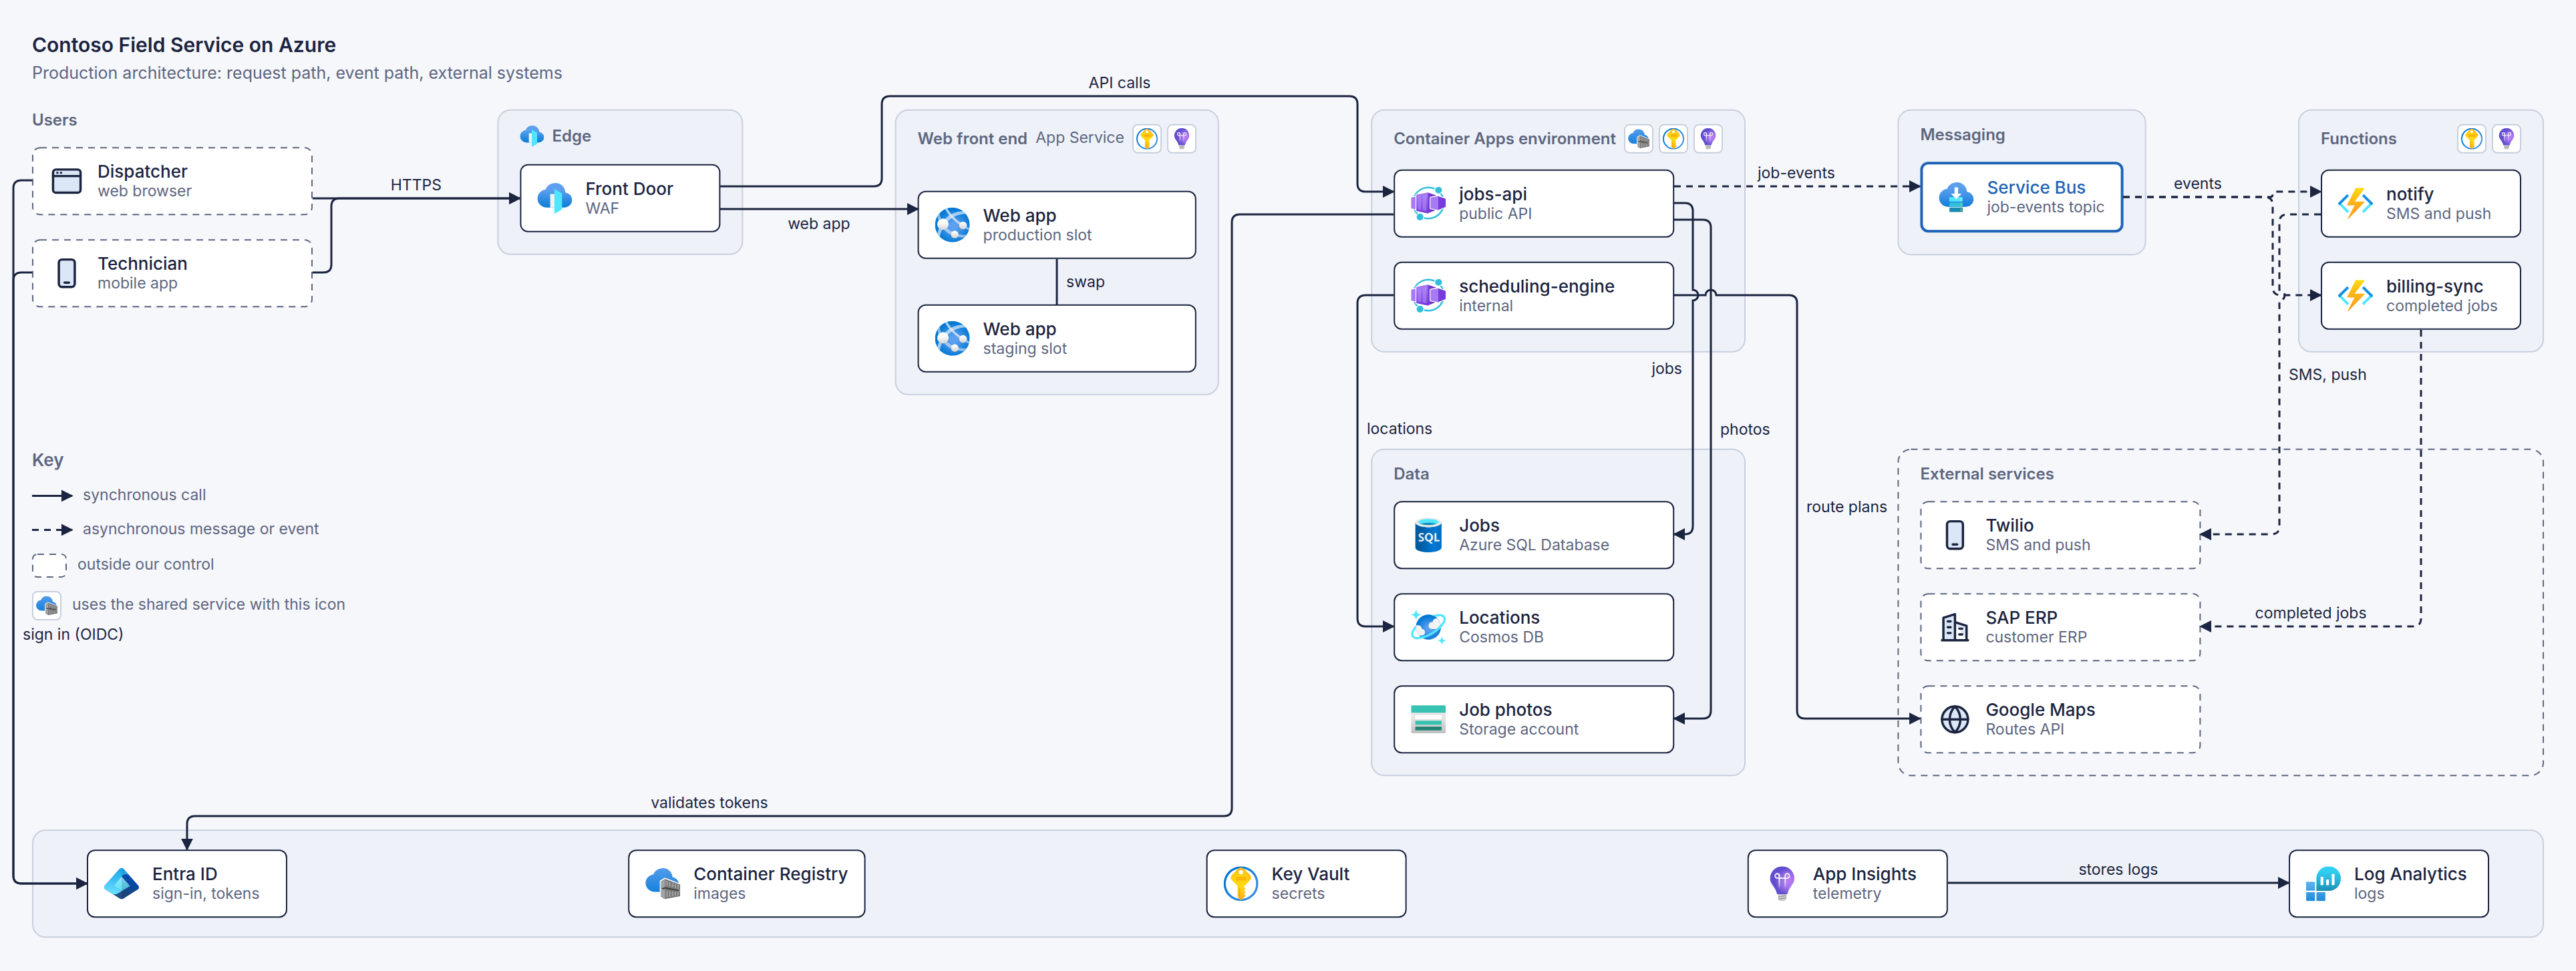 Contoso Field Service on Azure
Production architecture: request path, event path, external systems
Users
Dispatcher
web browser
Technician
mobile app
HTTPS
Edge
Front Door
WAF
API calls
web app
Web front end App Service
Web app
production slot
swap
Web app
staging slot
Container Apps environment
jobs-api
public API
scheduling-engine
internal
job-events
Messaging
Service Bus
job-events topic
events
Functions
notify
SMS and push
billing-sync
completed jobs
jobs
locations
photos
route plans
SMS, push
completed jobs
Key
synchronous call
asynchronous message or event
outside our control
uses the shared service with this icon
sign in (OIDC)
Data
Jobs
SQL
Azure SQL Database
Locations
Cosmos DB
Job photos
Storage account
External services
Twilio
SMS and push
SAP ERP
customer ERP
Google Maps
Routes API
validates tokens
Entra ID
sign-in, tokens
Container Registry
images
Key Vault
secrets
App Insights
telemetry
stores logs
Log Analytics
logs